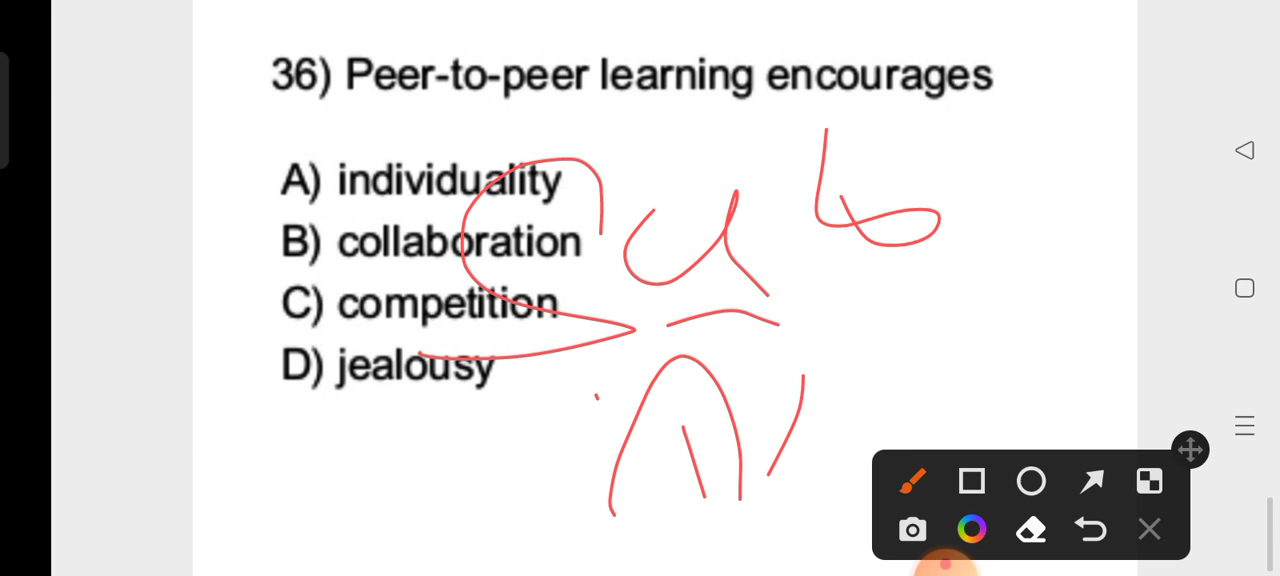 36) Peer-to-peer learning encourages
A) individuality
B) collaboration
C) competition
D) jealousy